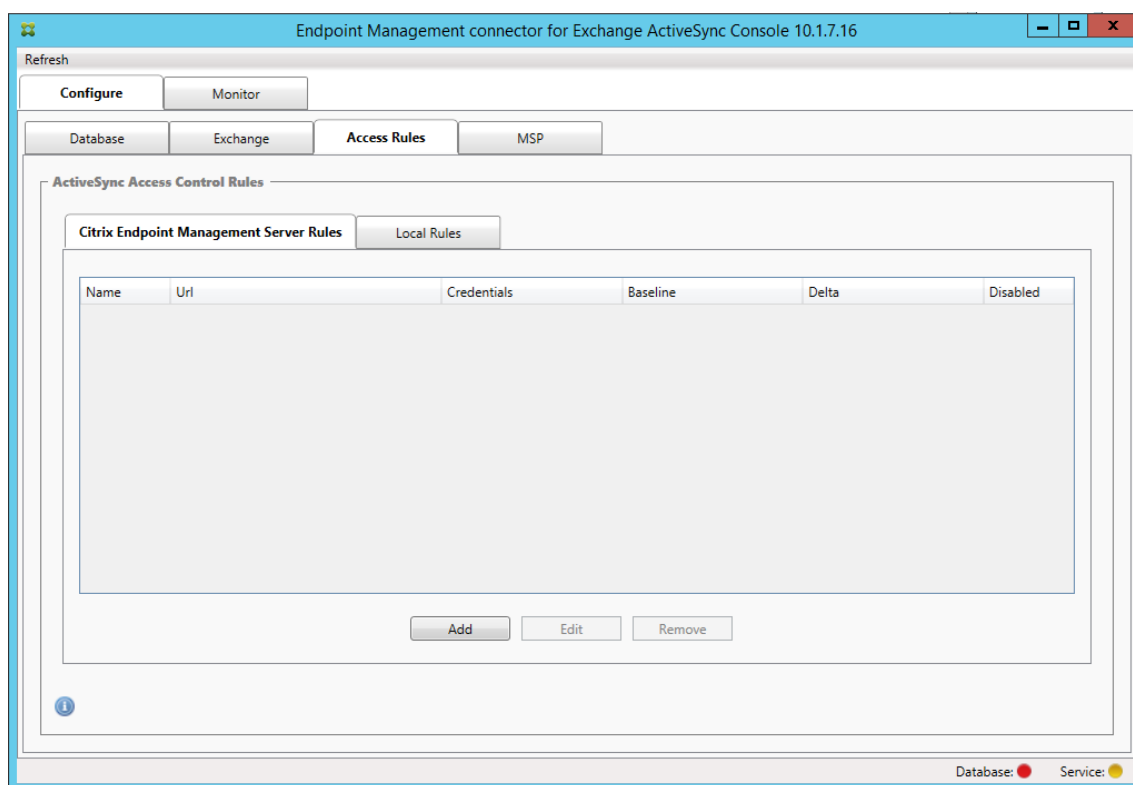 Endpoint Management connector for Exchange ActiveSync Console 10.1.7.16
Refresh
Configure Monitor
Database Exchange Access Rules MSP
ActiveSync Access Control Rules
Citrix Endpoint Management Server Rules Local Rules
Name Url Credentials Baseline Delta Disabled
Add Edit Remove
Database: Service: